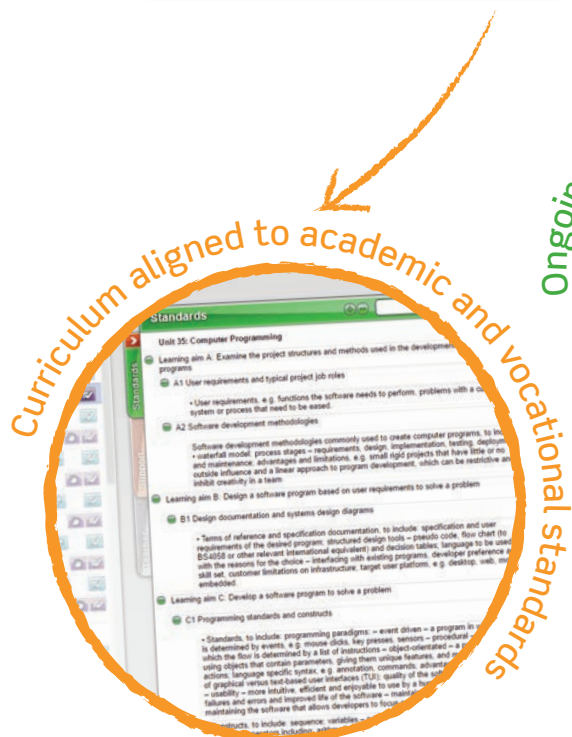 Curriculum aligned to academic and vocational standards
Standards
Standards
Unit 35: Computer Programming
Learning aim A: Examine the project structures and methods used in the
programs
A1 User requirements and typical project job roles
• User requirements, e.g. functions the software needs to perform, problems with a
system or process that need to be eased.
A2 Software development methodologies
Software development methodologies commonly used to create computer programs, to
• waterfall model, process stages – requirements, design, implementation, testing,
and maintenance; advantages and limitations, e.g. small rigid projects that have little or no
outside influence and a linear approach to program development, which can be restrictive
inhibit creativity in a team
Learning aim B: Design a software program based on user requirements to solve a problem
B1 Design documentation and systems design diagrams
• Terms of reference and specification documentation, to include: specification and user
requirements of the desired program; structured design tools – pseudo code, flow chart (to
BS4058 or other relevant international equivalent) and decision tables, language to be used
with the reasons for the choice – interfacing with existing programs, developer preference
skill set, customer limitations on infrastructure, target user platform, e.g. desktop, web,
embedded.
Learning aim C: Develop a software program to solve a problem
C1 Programming standards and constructs
• Standards, to include: programming paradigms: – event driven – a program in
is determined by events, e.g. mouse clicks, key presses, sensors – procedural
which the flow is determined by a list of instructions – object-orientated – a
using objects that contain parameters, giving them unique features, and
actions; language specific syntax, e.g. annotation, commands,
of graphical versus text-based user interfaces (TUI); quality of the
– usability – more intuitive, efficient and enjoyable to use by a
failures and errors and improved life of the software –
maintaining the software that allows developers to focus
to include: sequence; variables
including,